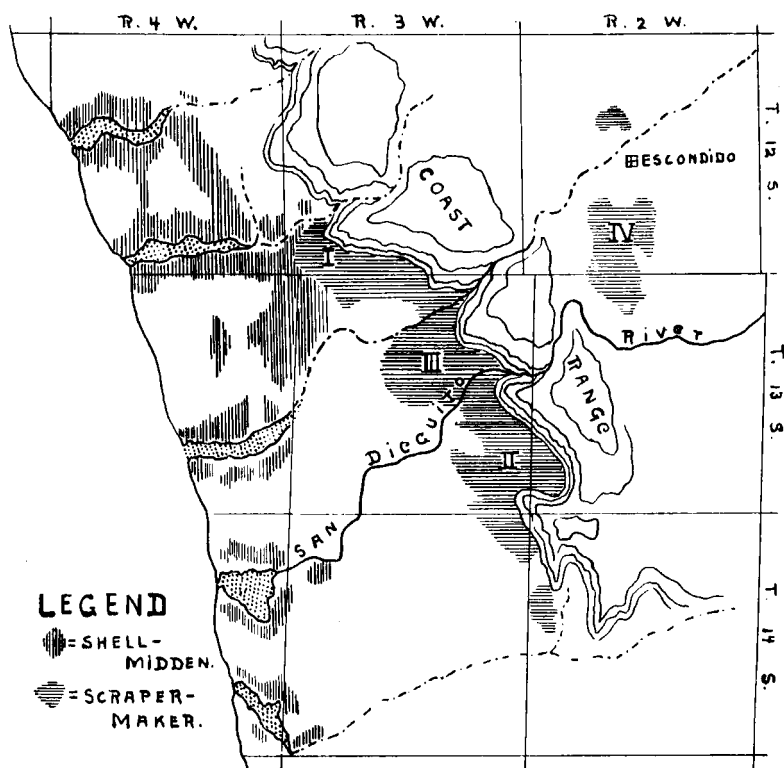 R. 4 W. R. 3 W. R. 2 W.
T. 12 S.
ESCONDIDO
COAST
IV
I
RIVER
T. 13 S.
III
RANGE
DIEGUITO
II
SAN
T 14 S.
LEGEND
= SHELL-
MIDDEN.
= SCRAPER-
MAKER.